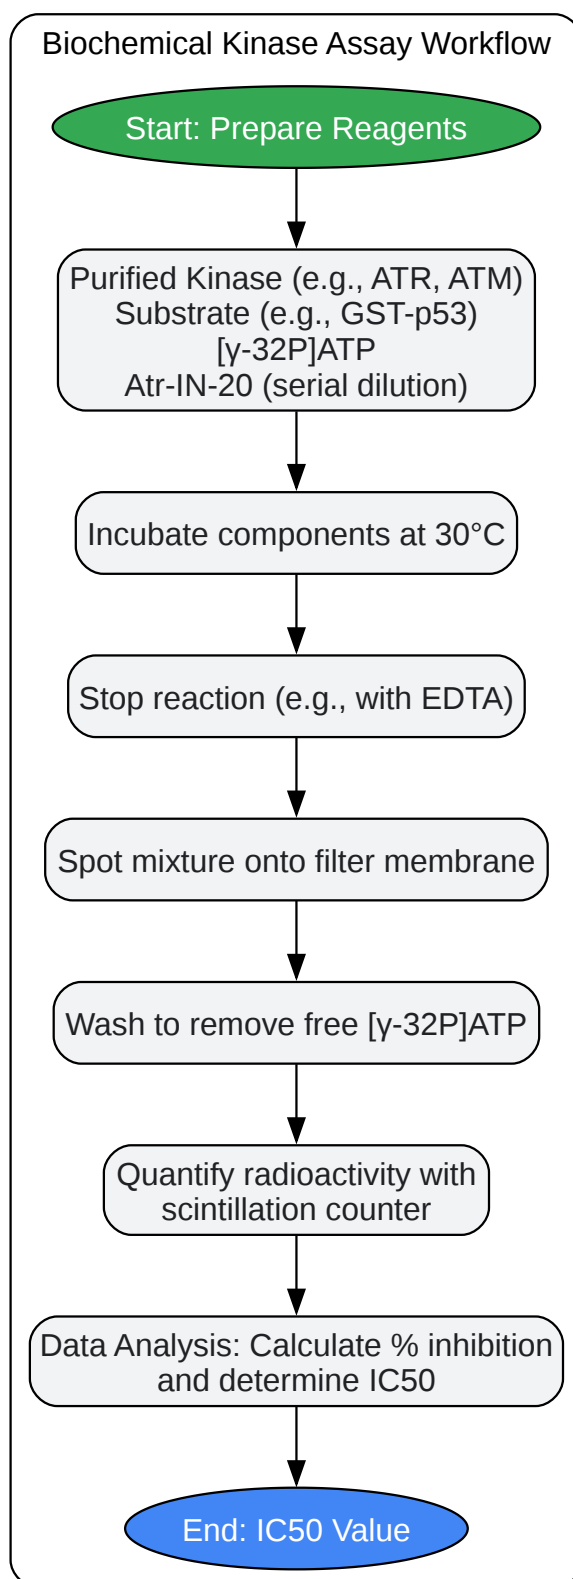 Biochemical Kinase Assay Workflow
Start: Prepare Reagents
Purified Kinase (e.g., ATR, ATM)
Substrate (e.g., GST-p53)
[γ-32P]ATP
Atr-IN-20 (serial dilution)
Incubate components at 30°C
Stop reaction (e.g., with EDTA)
Spot mixture onto filter membrane
Wash to remove free [γ-32P]ATP
Quantify radioactivity with
scintillation counter
Data Analysis: Calculate % inhibition
and determine IC50
End: IC50 Value